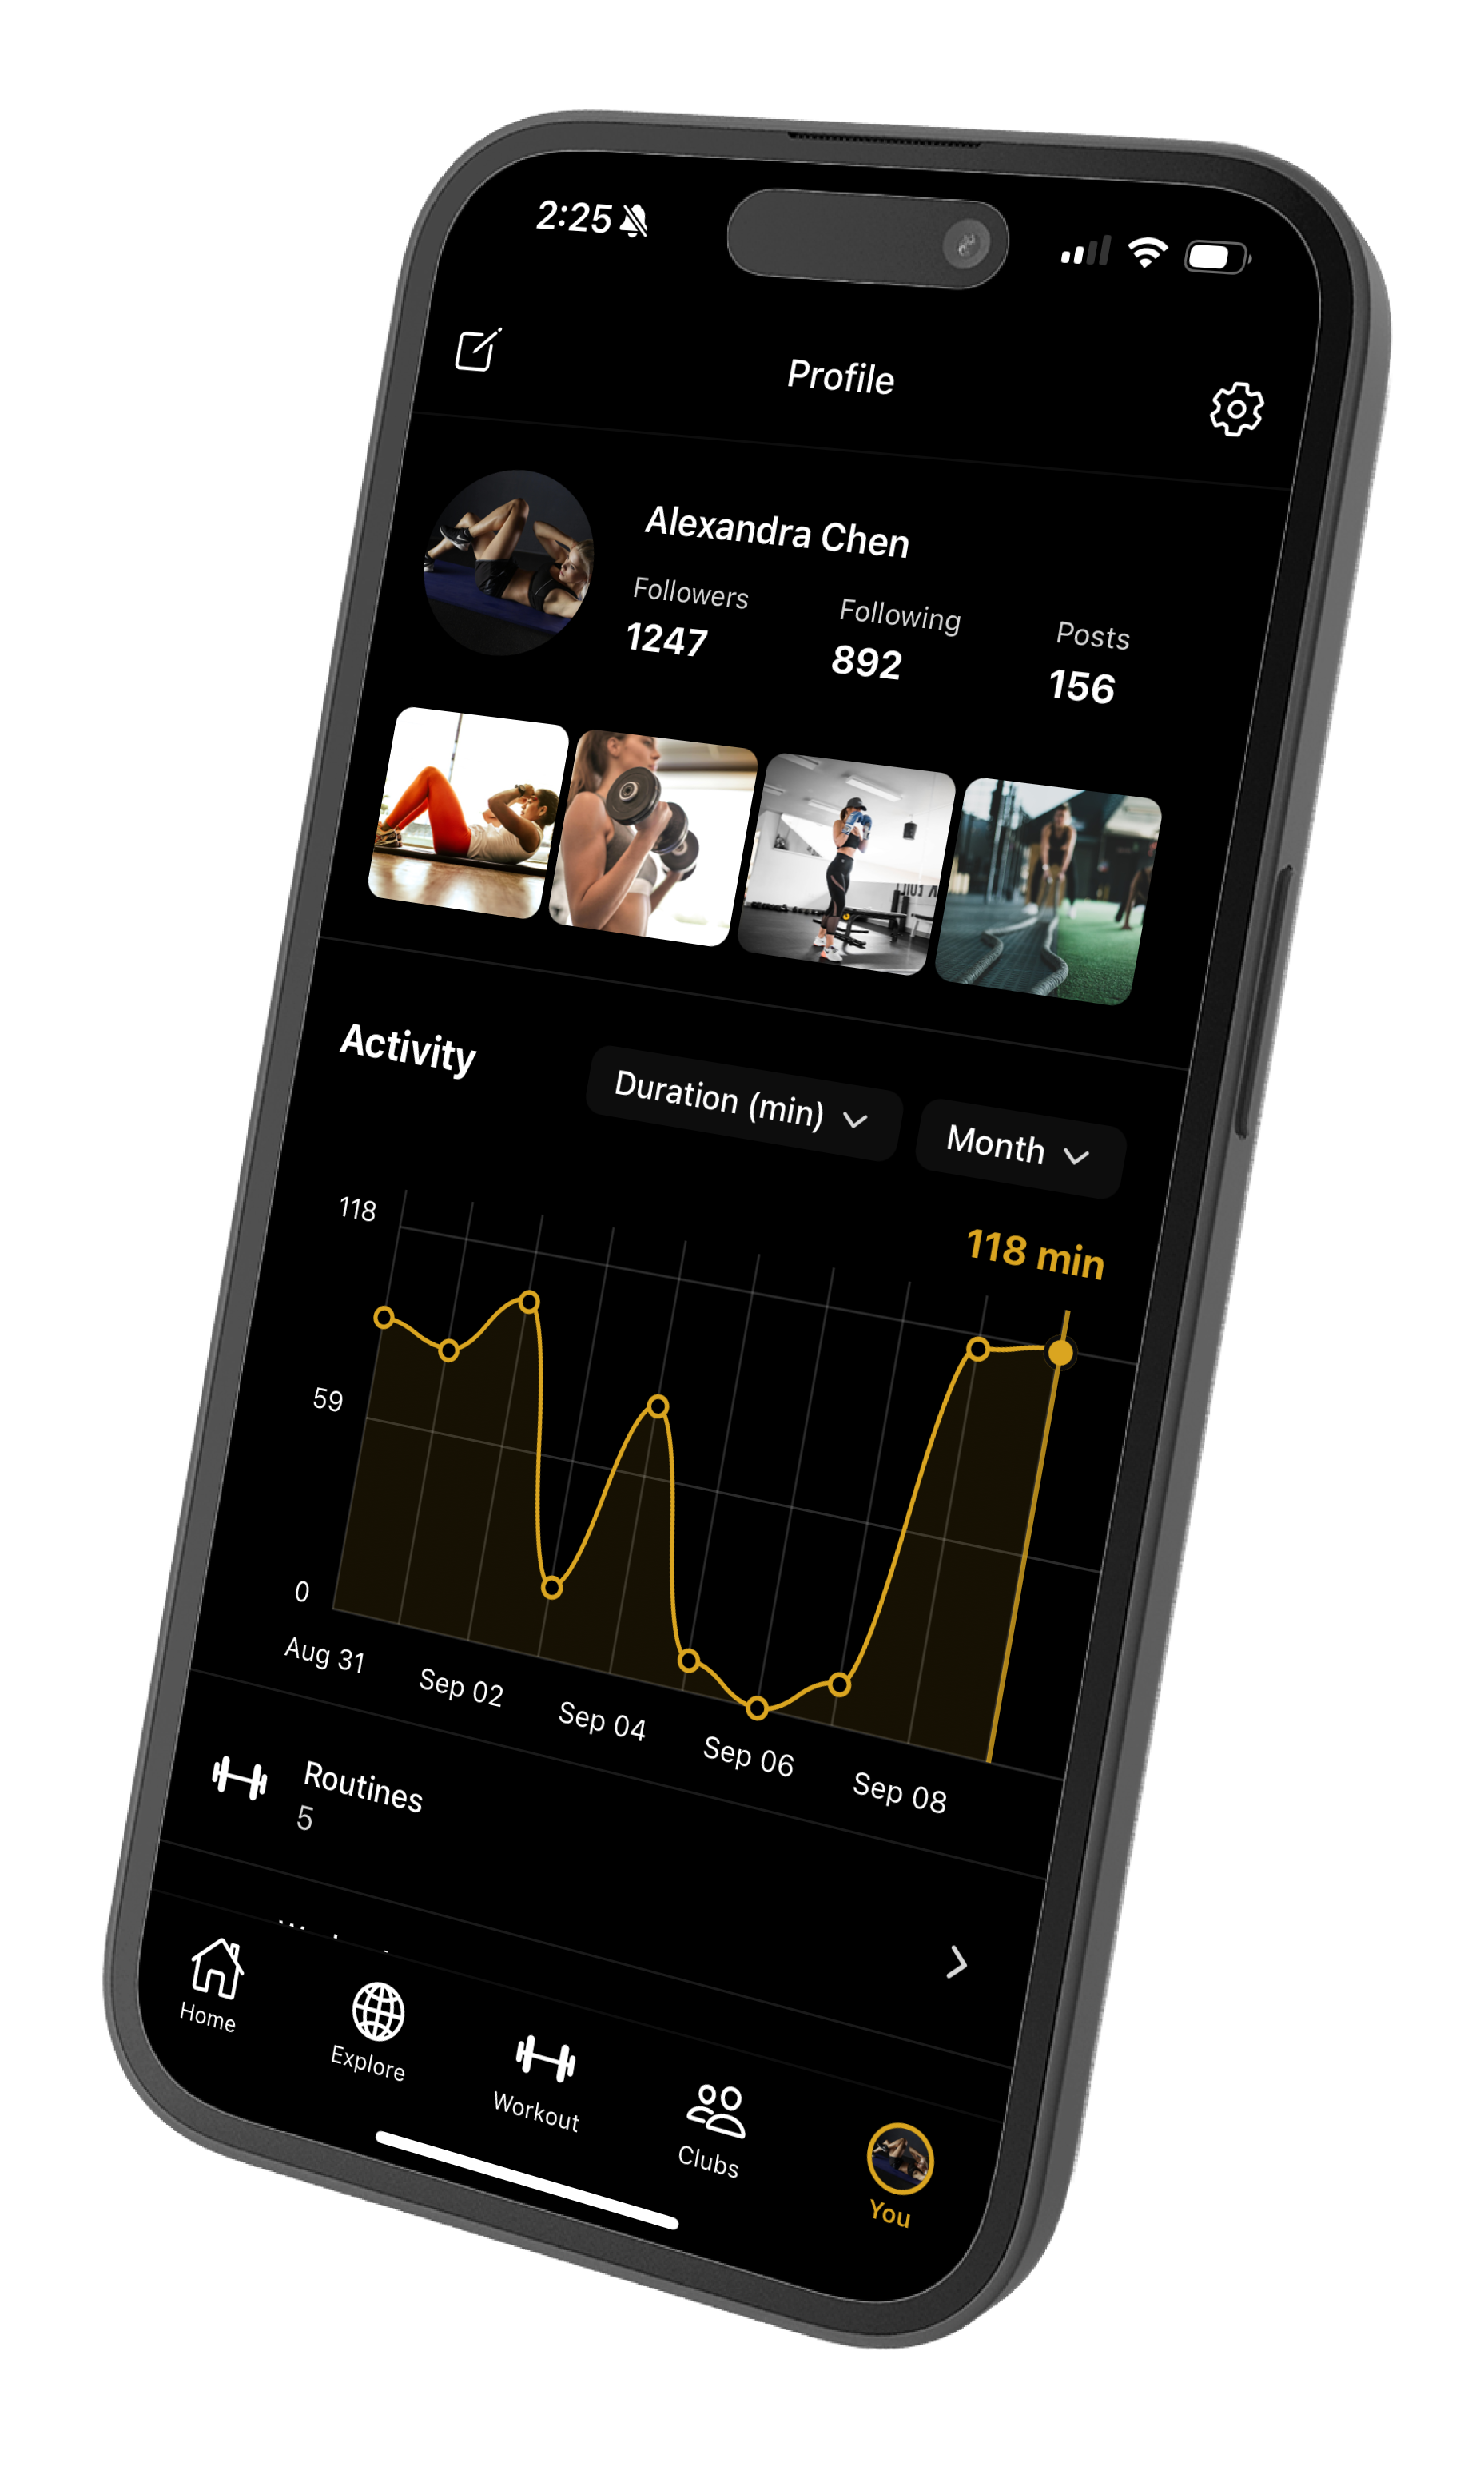 2:25
Profile
Alexandra Chen
Followers Following Posts
1247 892 156
Activity Duration (min) Month
118 min
118
59
0
Aug 31 Sep 02 Sep 04 Sep 06 Sep 08
Routines
5
Home Explore Workout Clubs You